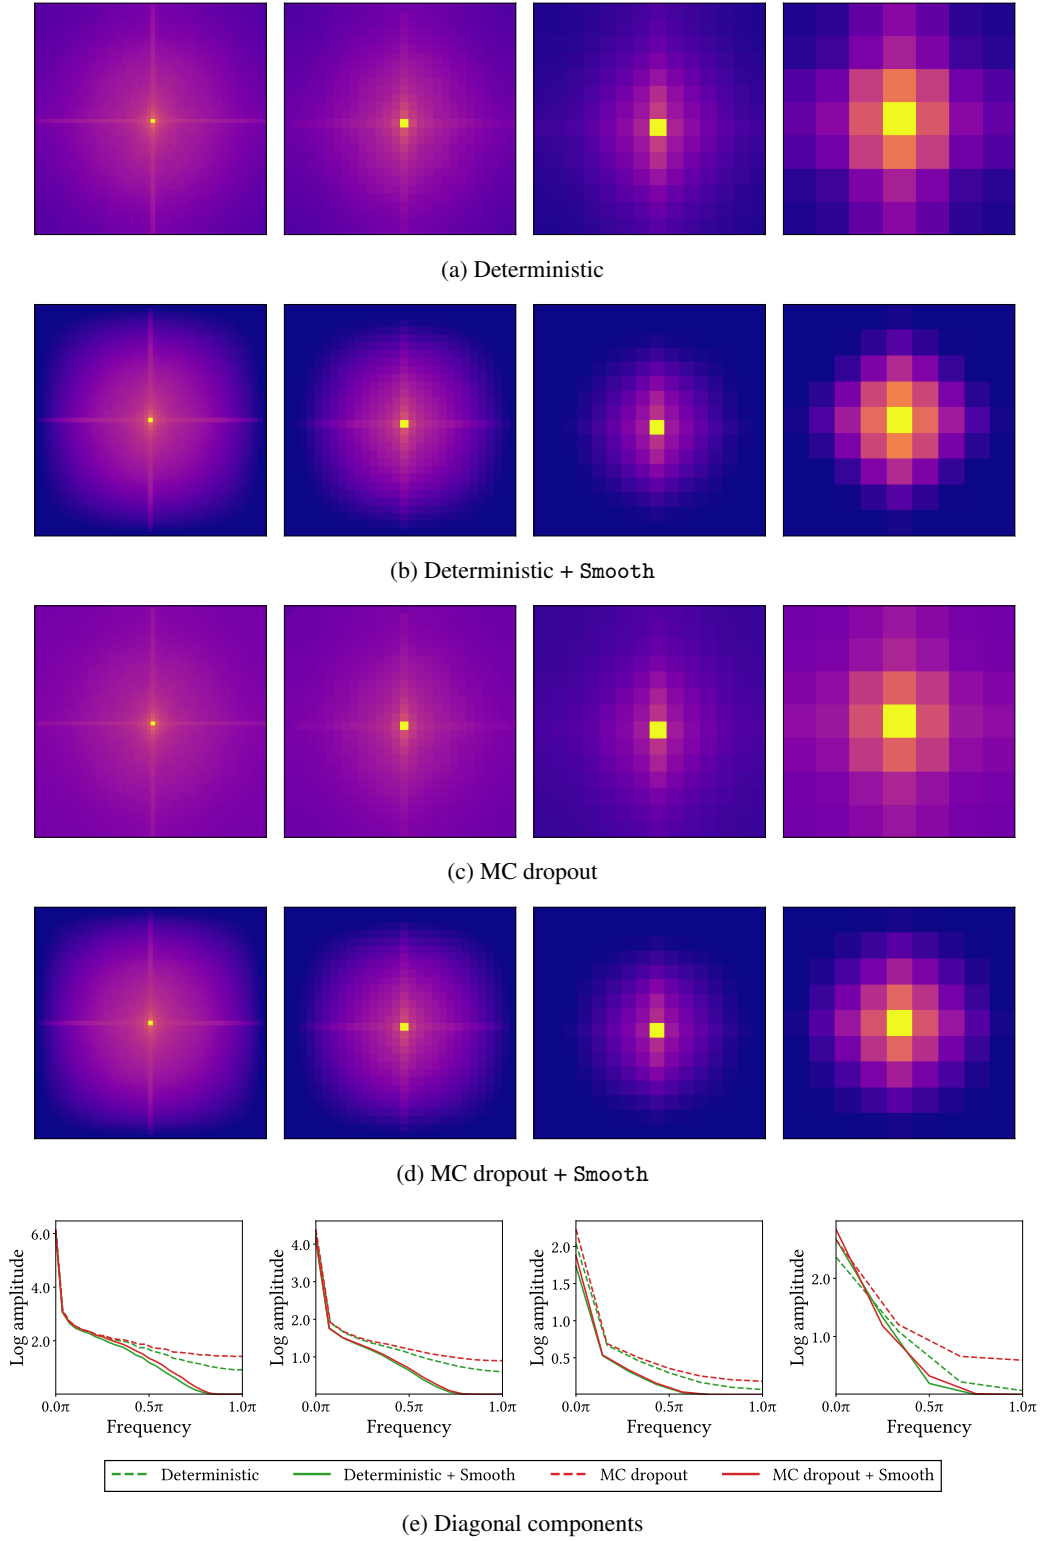 (a) Deterministic
(b) Deterministic + Smooth
(c) MC dropout
(d) MC dropout + Smooth
Log amplitude
6.0
4.0
2.0
0.0π 0.5π 1.0π
Frequency
Log amplitude
4.0
3.0
2.0
1.0
0.0π 0.5π 1.0π
Frequency
Log amplitude
2.0
1.5
1.0
0.5
0.0π 0.5π 1.0π
Frequency
Log amplitude
2.0
1.0
0.0π 0.5π 1.0π
Frequency
Deterministic Deterministic + Smooth MC dropout MC dropout + Smooth
(e) Diagonal components